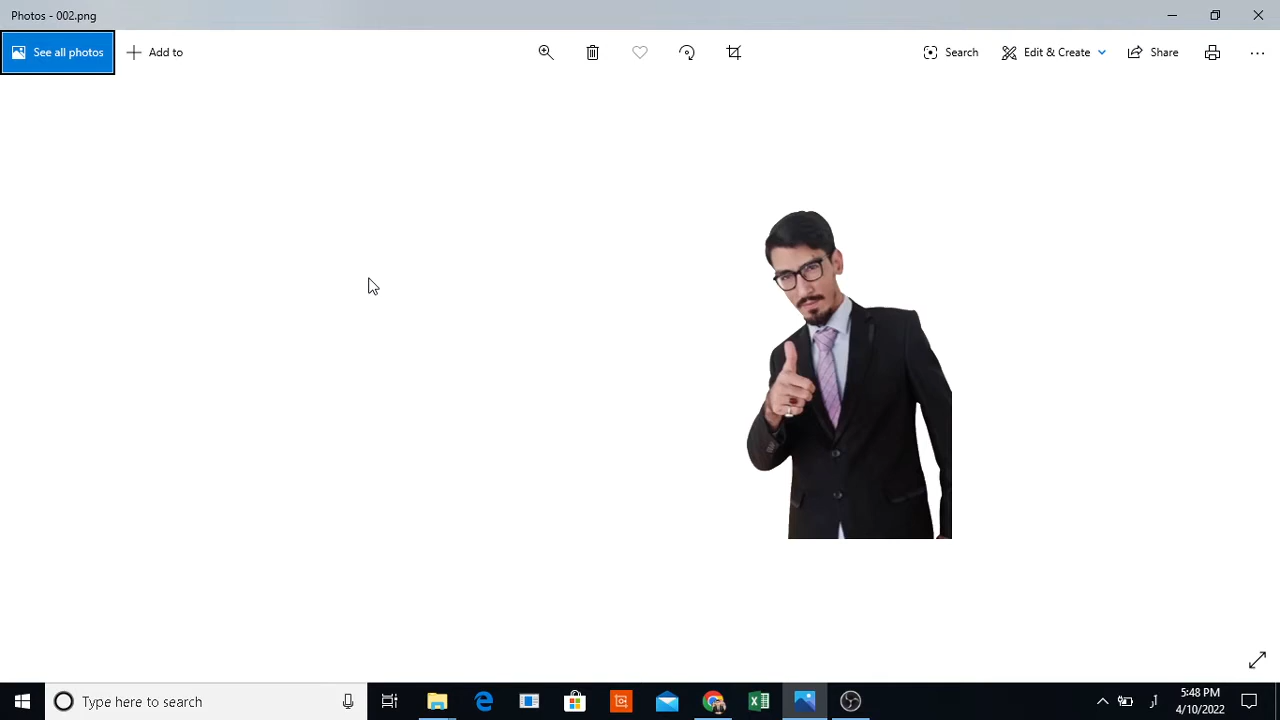 Photos - 002.png
See all photos
Add to
Search
Edit & Create
Share
Type here to search
5:48 PM
4/10/2022